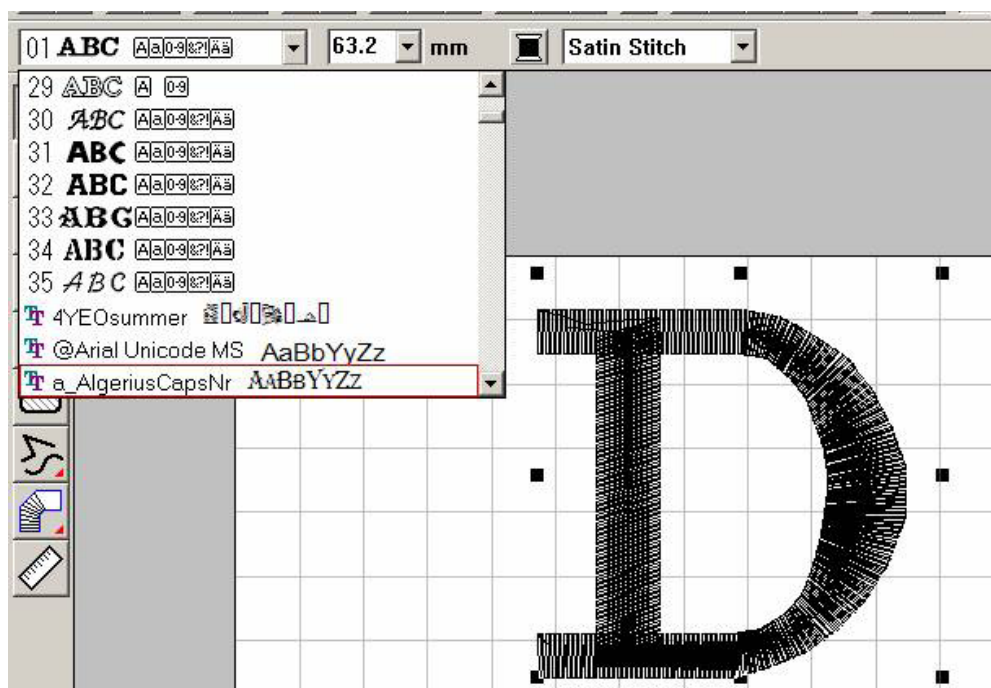 01 ABC Aa 0-9 &?! Ää 63.2 mm Satin Stitch
29 ABC A 0-9
30 ABC Aa 0-9 &?! Ää
31 ABC Aa 0-9 &?! Ää
32 ABC Aa 0-9 &?! Ää
33 ABG Aa 0-9 &?! Ää
34 ABC Aa 0-9 &?! Ää
35 ABC Aa 0-9 &?! Ää
TT 4YEOsummer
TT @Arial Unicode MS AaBbYyZz
TT a_AlgeriusCapsNr AABBYYZZ
D